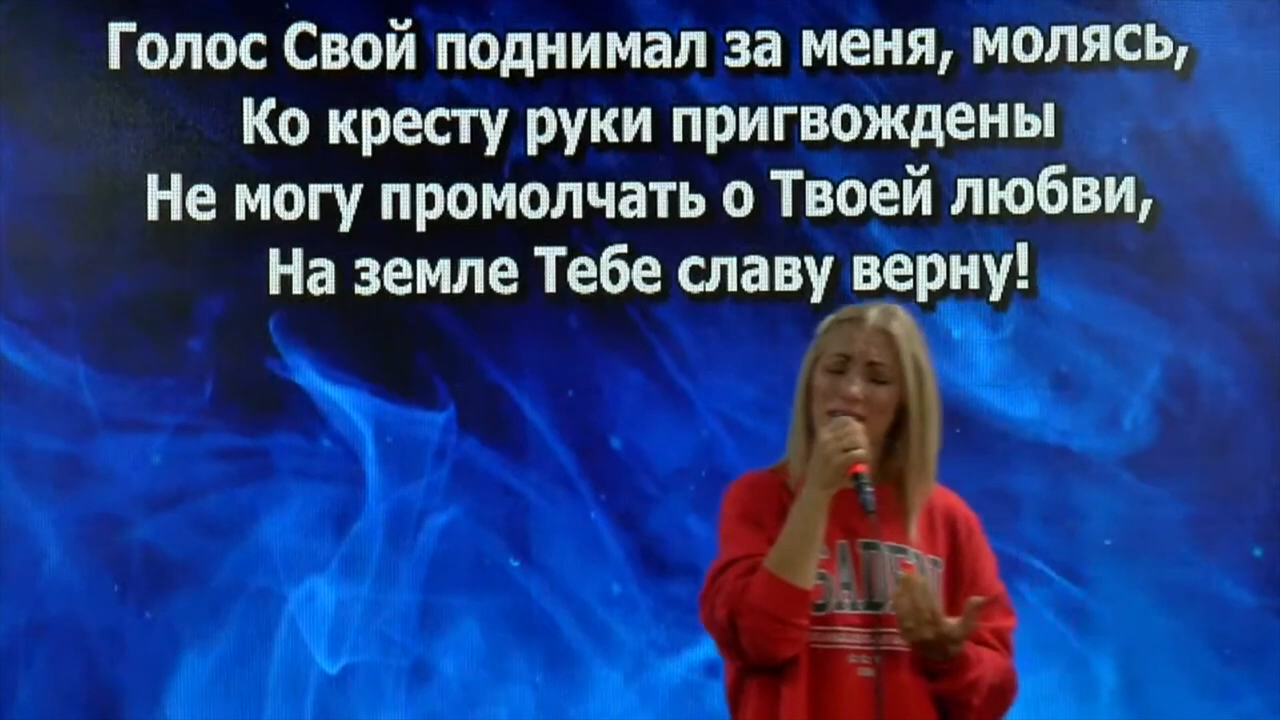 Голос Свой поднимал за меня, молясь,
Ко кресту руки пригвождены
Не могу промолчать о Твоей любви,
На земле Тебе славу верну!